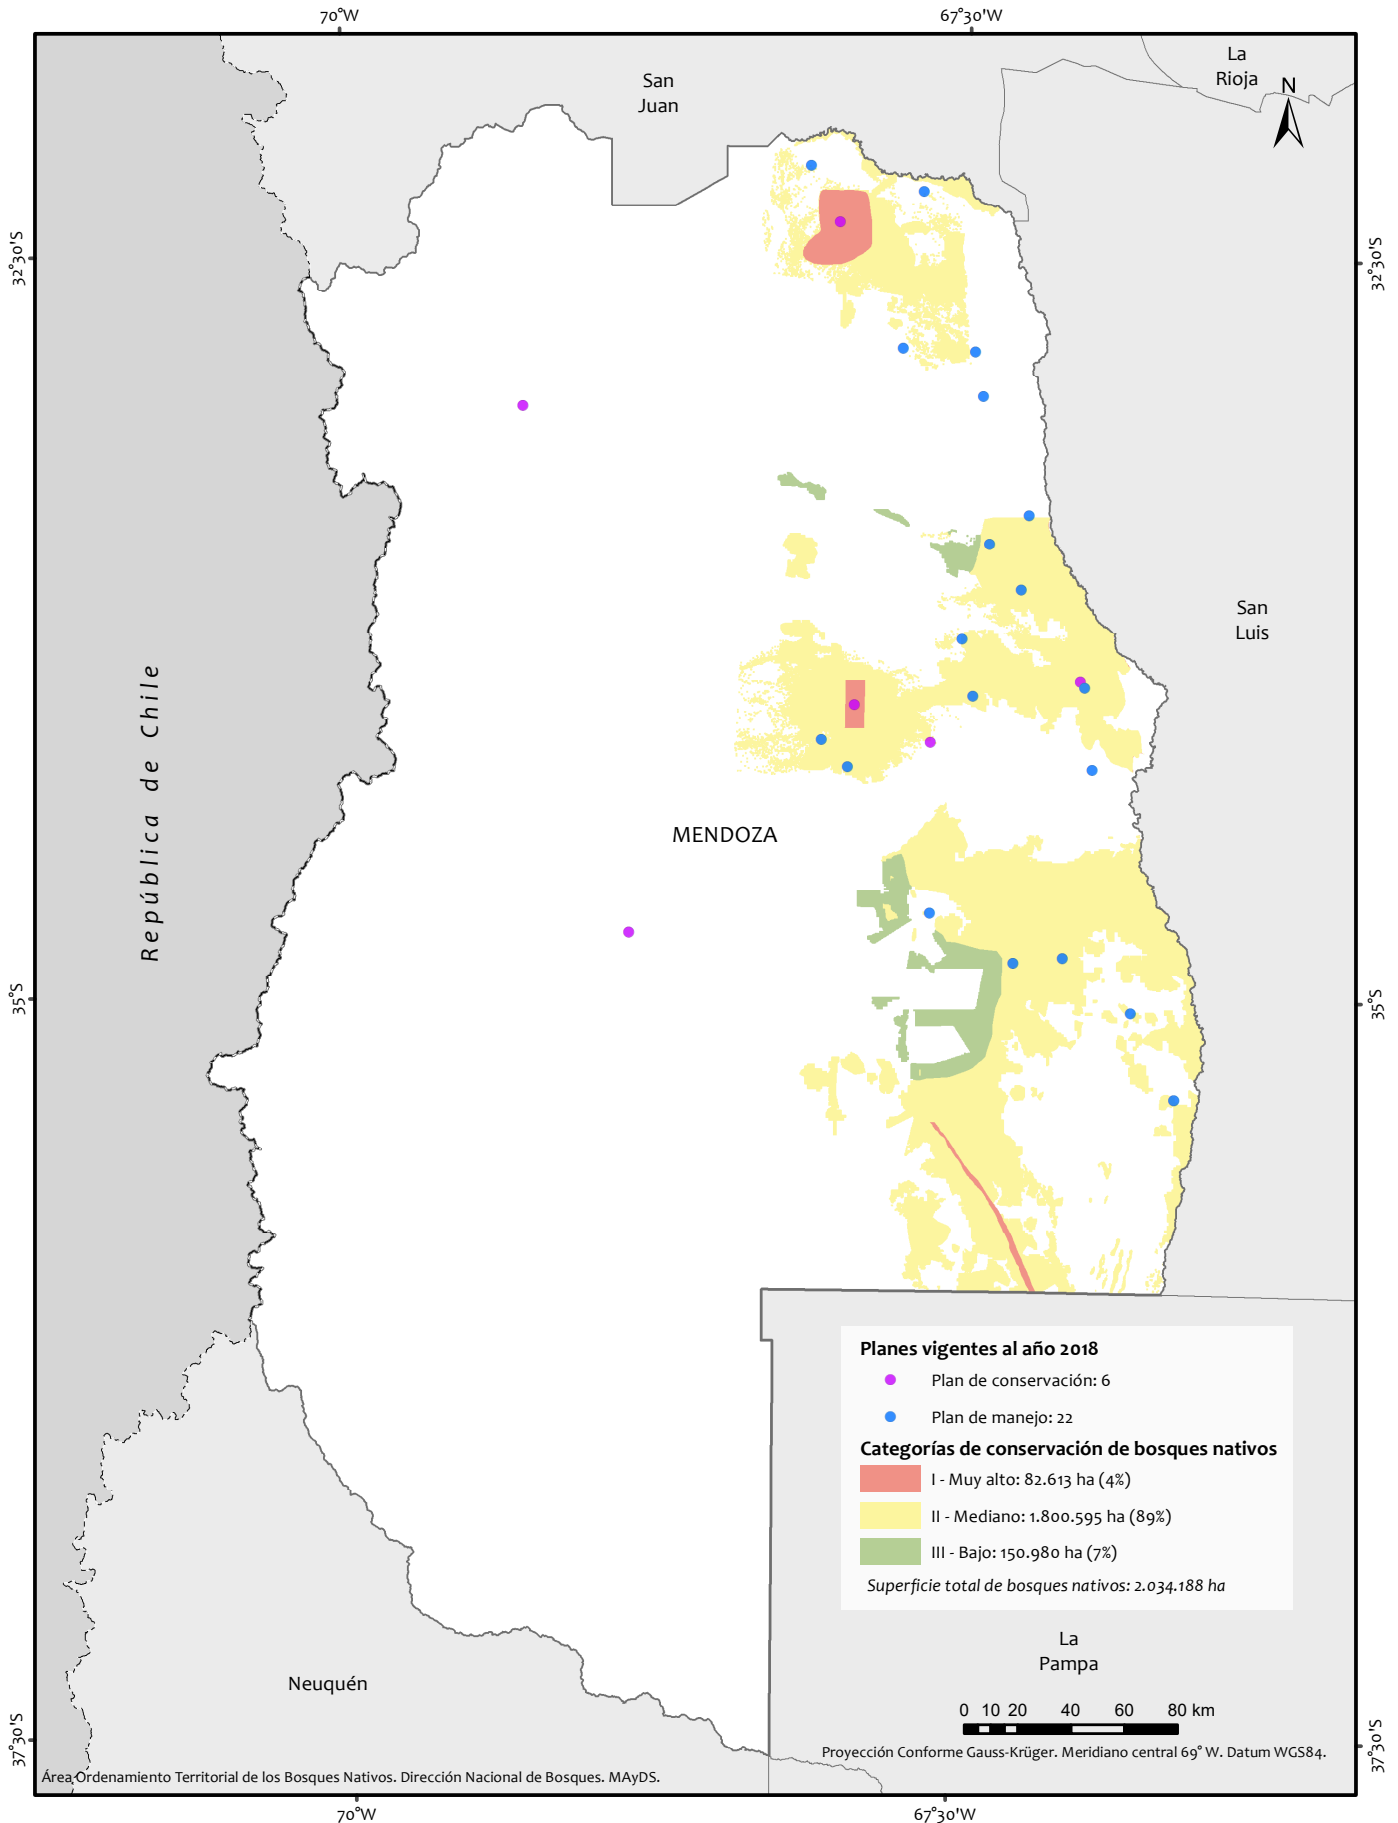 70°W
67°30'W
La
Rioja
San
Juan
N
32°30'S
32°30'S
San
Luis
República de Chile
MENDOZA
35°S
35°S
Planes vigentes al año 2018
Plan de conservación: 6
Plan de manejo: 22
Categorías de conservación de bosques nativos
I - Muy alto: 82.613 ha (4%)
II - Mediano: 1.800.595 ha (89%)
III - Bajo: 150.980 ha (7%)
Superficie total de bosques nativos: 2.034.188 ha
La
Pampa
Neuquén
0 10 20 40 60 80 km
37°30'S
37°30'S
Proyección Conforme Gauss-Krüger. Meridiano central 69° W. Datum WGS84.
Área Ordenamiento Territorial de los Bosques Nativos. Dirección Nacional de Bosques. MAyDS.
70°W
67°30'W